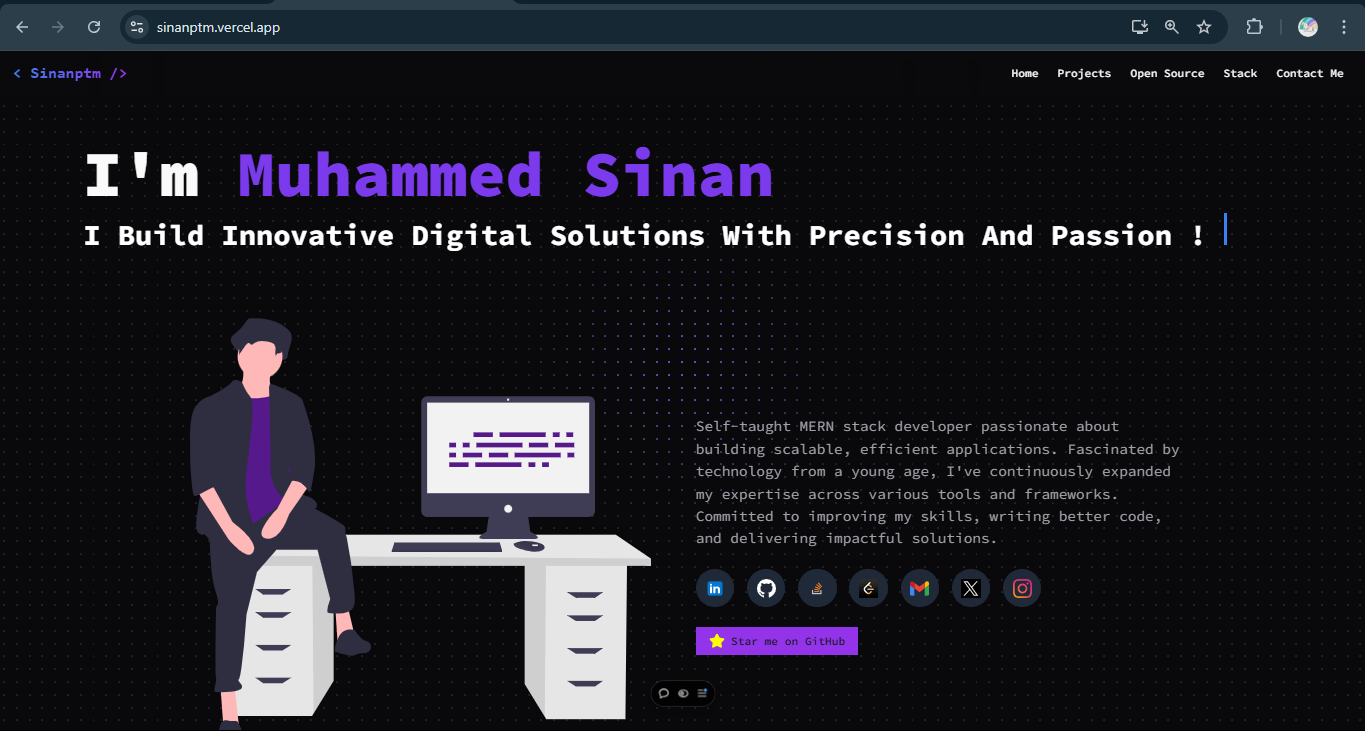 sinanptm.vercel.app
< Sinanptm />
Home Projects Open Source Stack Contact Me
I'm Muhammed Sinan
I Build Innovative Digital Solutions With Precision And Passion !
Self-taught MERN stack developer passionate about
building scalable, efficient applications. Fascinated by
technology from a young age, I've continuously expanded
my expertise across various tools and frameworks.
Committed to improving my skills, writing better code,
and delivering impactful solutions.
in
X
Star me on GitHub